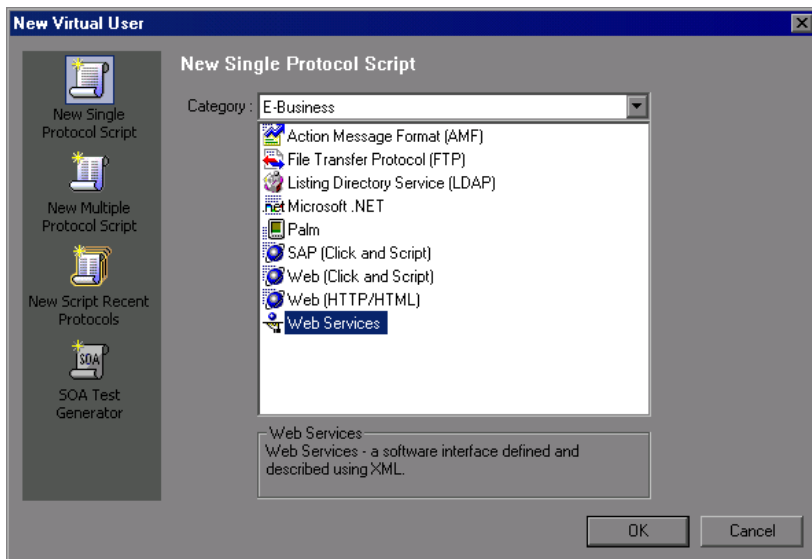 New Virtual User
New Single Protocol Script
Category :
E-Business
New Single
Protocol Script
New Multiple
Protocol Script
New Script Recent
Protocols
SOA
SOA Test
Generator
Action Message Format (AMF)
File Transfer Protocol (FTP)
Listing Directory Service (LDAP)
.net Microsoft .NET
Palm
SAP (Click and Script)
Web (Click and Script)
Web (HTTP/HTML)
Web Services
Web Services
Web Services - a software interface defined and
described using XML.
OK
Cancel